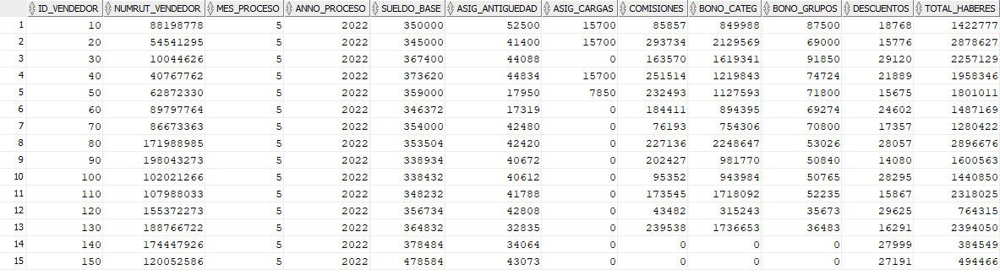 ID_VENDEDOR NUMRUT_VENDEDOR MES_PROCESO ANNO_PROCESO SUELDO_BASE ASIG_ANTIGUEDAD ASIG_CARGAS COMISIONES BONO_CATEG BONO_GRUPOS DESCUENTOS TOTAL_HABERES
1 10 88198778 5 2022 350000 52500 15700 85857 849988 87500 18768 1422777
2 20 54541295 5 2022 345000 41400 15700 293734 2129569 69000 15776 2878627
3 30 10044626 5 2022 367400 44088 0 163570 1619341 91850 29120 2257129
4 40 40767762 5 2022 373620 44834 15700 251514 1219843 74724 21889 1958346
5 50 62872330 5 2022 359000 17950 7850 232493 1127593 71800 15675 1801011
6 60 89797764 5 2022 346372 17319 0 184411 894395 69274 24602 1487169
7 70 86673363 5 2022 354000 42480 0 76193 754306 70800 17357 1280422
8 80 171988985 5 2022 353504 42420 0 227136 2248647 53026 28057 2896676
9 90 198043273 5 2022 338934 40672 0 202427 981770 50840 14080 1600563
10 100 102021266 5 2022 338432 40612 0 95352 943984 50765 28295 1440850
11 110 107988033 5 2022 348232 41788 0 173545 1718092 52235 15867 2318025
12 120 155372273 5 2022 356734 42808 0 43482 315243 35673 29625 764315
13 130 188766722 5 2022 364832 32835 0 239538 1736653 36483 16291 2394050
14 140 174447926 5 2022 378484 34064 0 0 0 0 27999 384549
15 150 120052586 5 2022 478584 43073 0 0 0 0 27191 494466